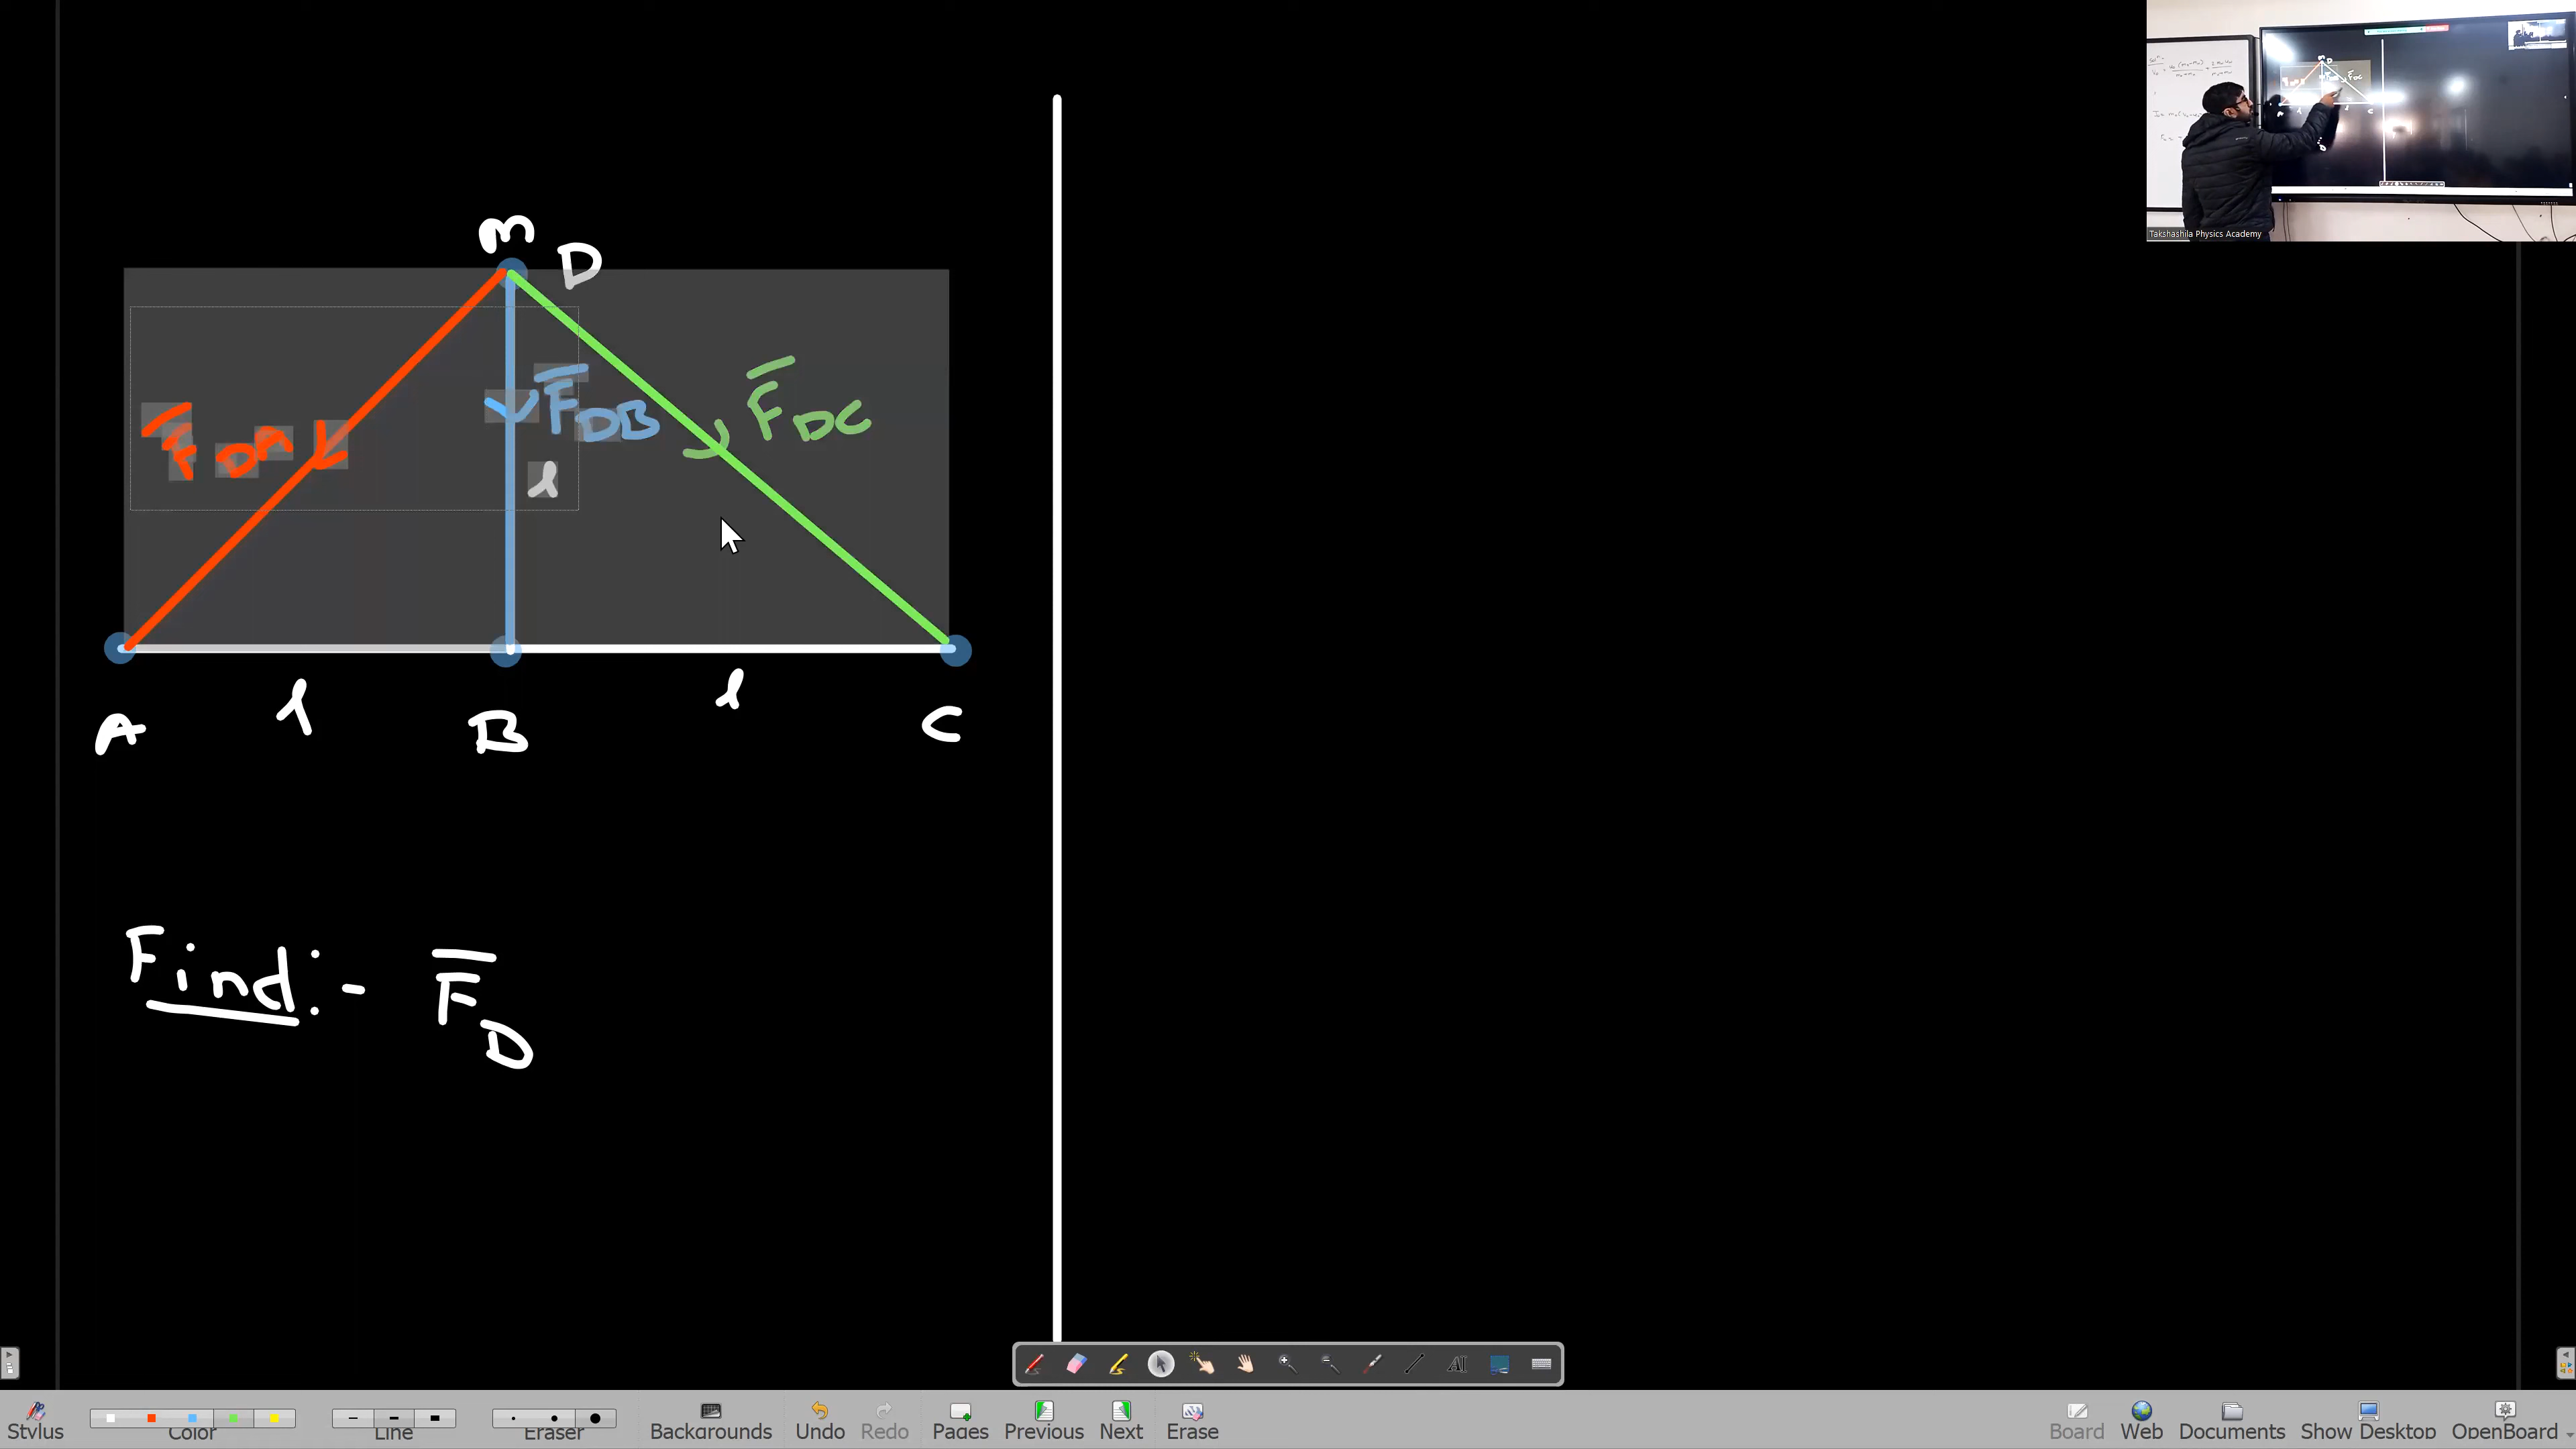 m
D
F DA
F DB
F DC
l
l
l
A
B
C
Find :- F D
Takshashila Physics Academy
Stylus
Color
Line
Eraser
Backgrounds
Undo
Redo
Pages
Previous
Next
Erase
Board
Web
Documents
Show Desktop
OpenBoard